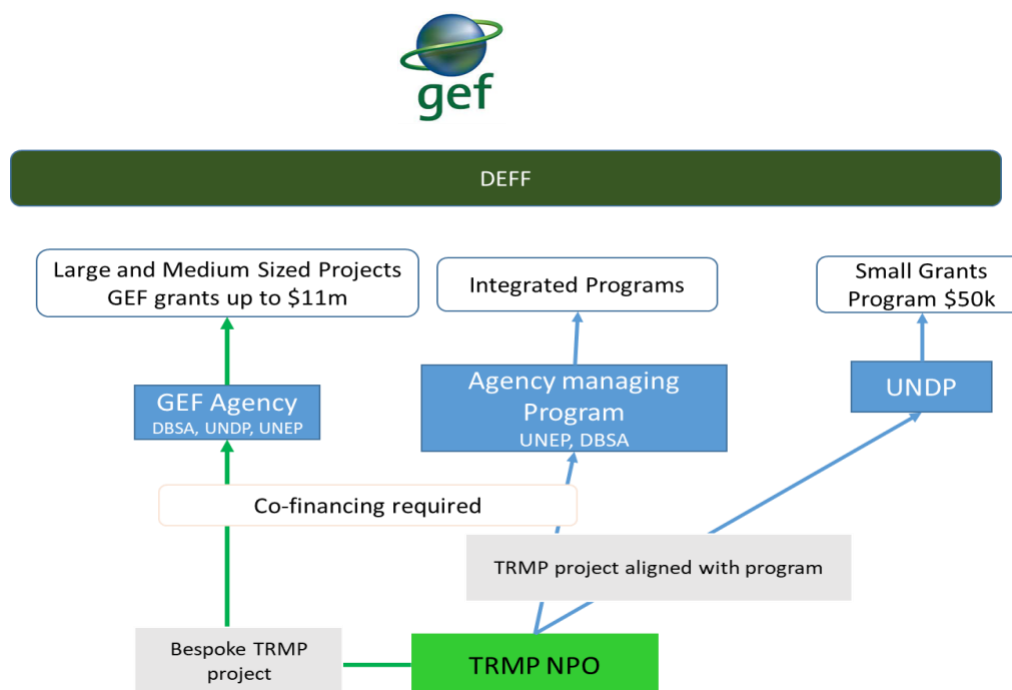 gef
DEFF
Large and Medium Sized Projects
GEF grants up to $11m
Integrated Programs
Small Grants
Program $50k
GEF Agency
DBSA, UNDP, UNEP
Agency managing
Program
UNEP, DBSA
UNDP
Co-financing required
TRMP project aligned with program
Bespoke TRMP
project
TRMP NPO